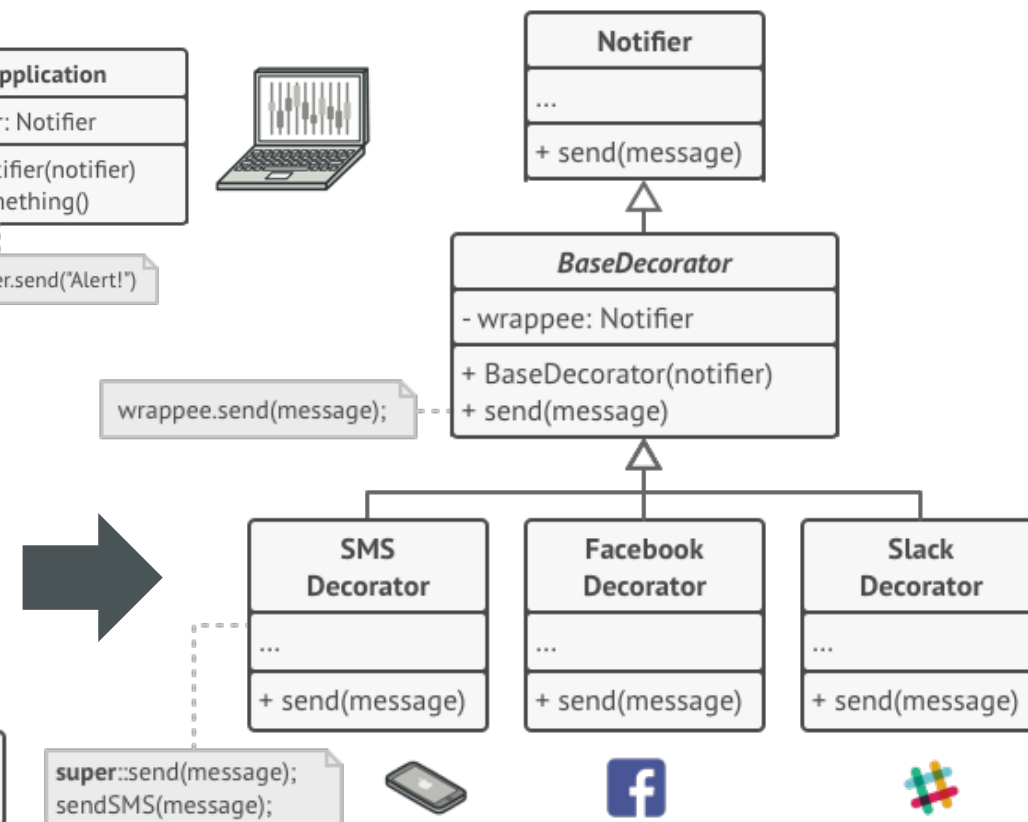 pplication
r: Notifier
tifier(notifier)
nething()
er.send("Alert!")
Notifier
...
+ send(message)
BaseDecorator
- wrappee: Notifier
+ BaseDecorator(notifier)
+ send(message)
wrappee.send(message);
SMS
Decorator
...
+ send(message)
Facebook
Decorator
...
+ send(message)
Slack
Decorator
...
+ send(message)
super::send(message);
sendSMS(message);
f